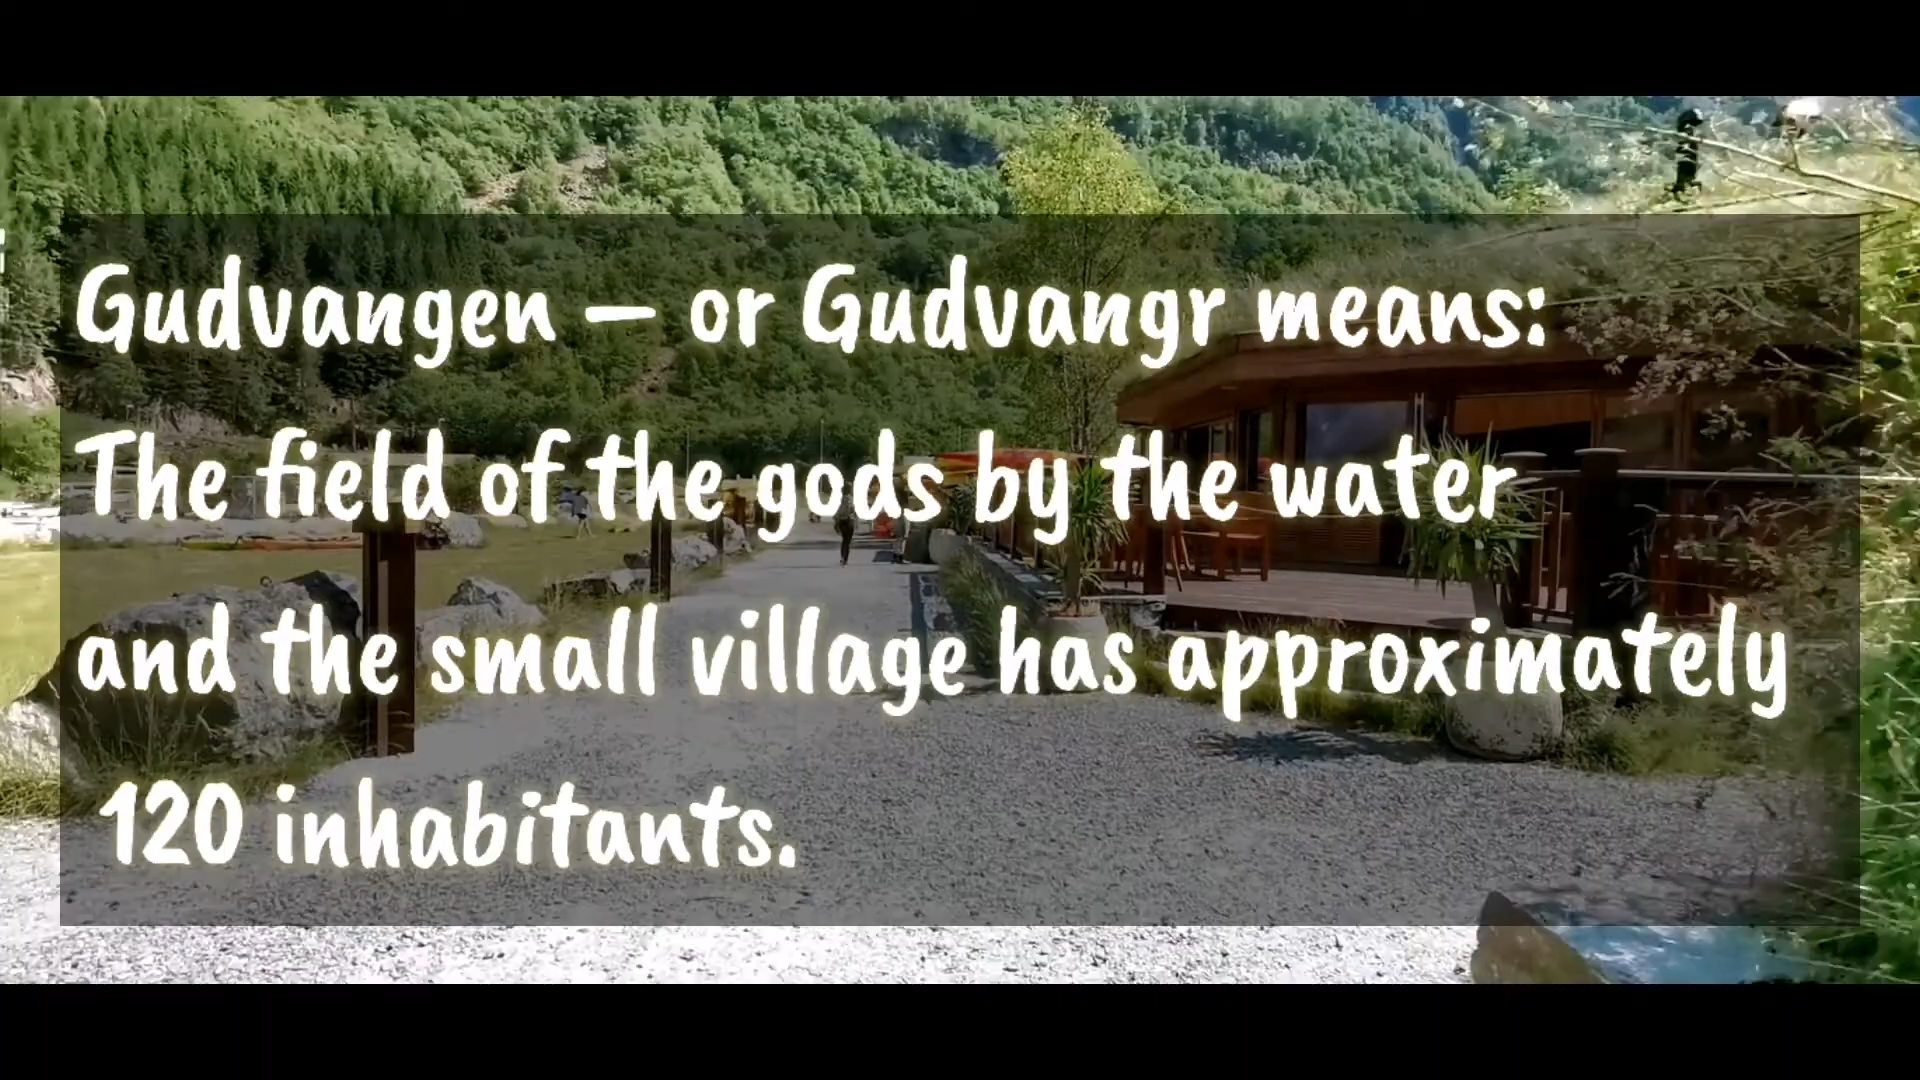 Gudvangen – or Gudvangr means:
The field of the gods by the water
and the small village has approximately
120 inhabitants.